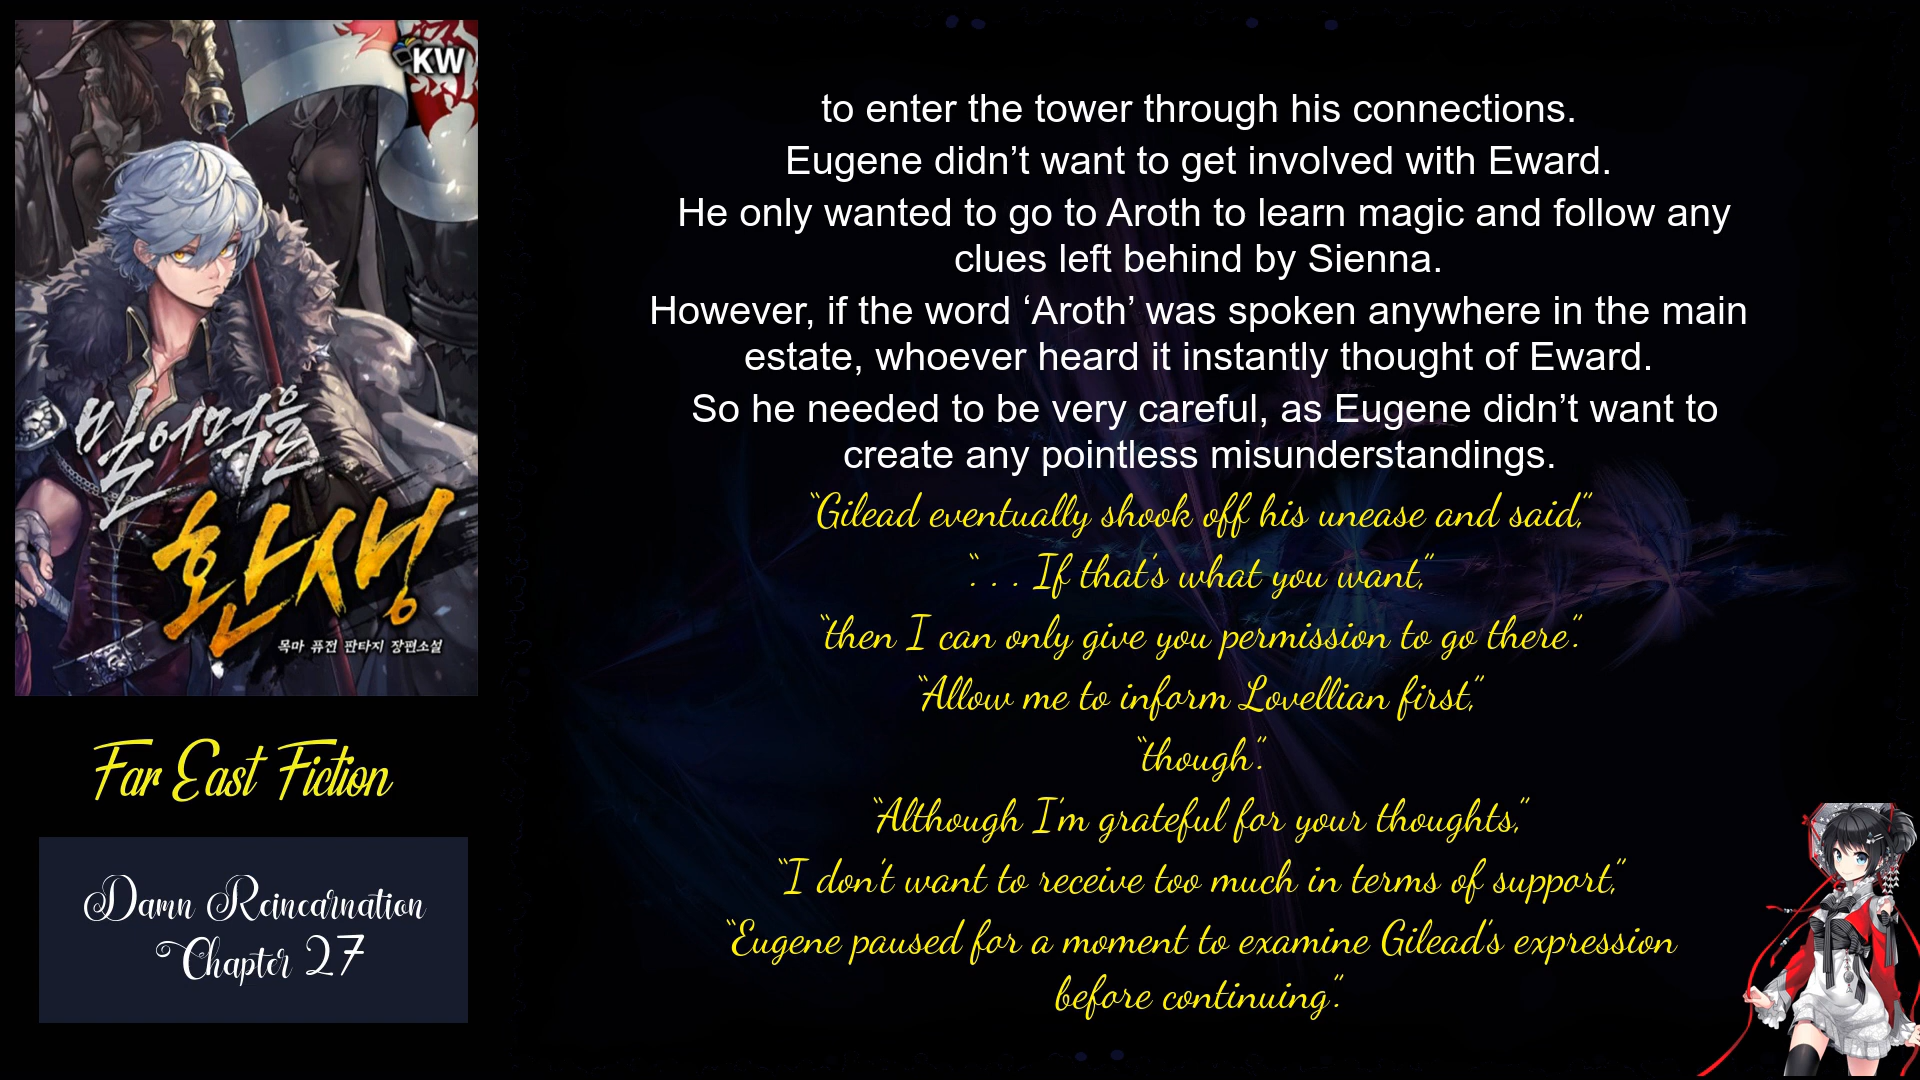 KW
빌어먹을
환생
목마 퓨전 판타지 장편소설
Far East Fiction
Damn Reincarnation
Chapter 27
to enter the tower through his connections.
Eugene didn’t want to get involved with Eward.
He only wanted to go to Aroth to learn magic and follow any
clues left behind by Sienna.
However, if the word ‘Aroth’ was spoken anywhere in the main
estate, whoever heard it instantly thought of Eward.
So he needed to be very careful, as Eugene didn’t want to
create any pointless misunderstandings.
“Gilead eventually shook off his unease and said,”
“. . . If that’s what you want,”
“then I can only give you permission to go there.”
“Allow me to inform Lovellian first,”
“though.”
“Although I’m grateful for your thoughts,”
“I don’t want to receive too much in terms of support,”
“Eugene paused for a moment to examine Gilead’s expression
before continuing.”